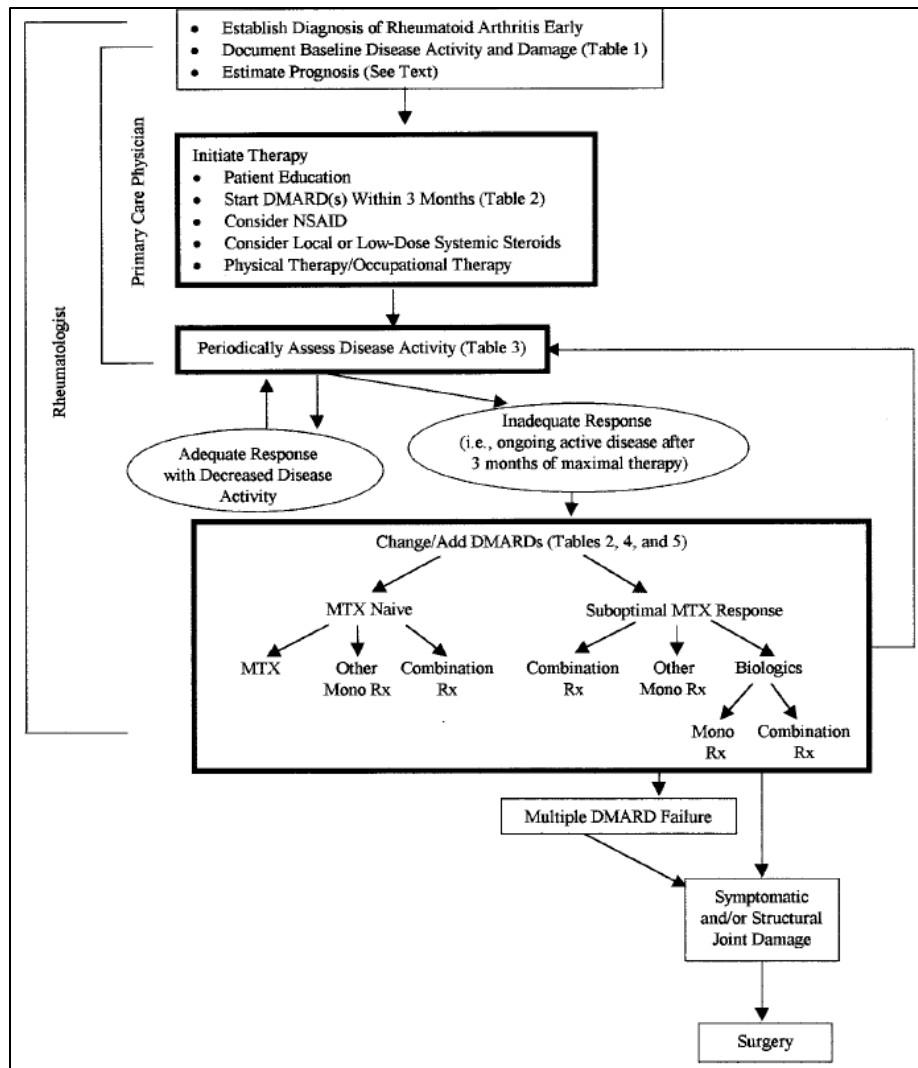 • Establish Diagnosis of Rheumatoid Arthritis Early
• Document Baseline Disease Activity and Damage (Table 1)
• Estimate Prognosis (See Text)
Primary Care Physician
Rheumatologist
Initiate Therapy
• Patient Education
• Start DMARD(s) Within 3 Months (Table 2)
• Consider NSAID
• Consider Local or Low-Dose Systemic Steroids
• Physical Therapy/Occupational Therapy
Periodically Assess Disease Activity (Table 3)
Adequate Response
with Decreased Disease
Activity
Inadequate Response
(i.e., ongoing active disease after
3 months of maximal therapy)
Change/Add DMARDs (Tables 2, 4, and 5)
MTX Naive
Suboptimal MTX Response
MTX
Other
Mono Rx
Combination
Rx
Combination
Rx
Other
Mono Rx
Biologics
Mono
Rx
Combination
Rx
Multiple DMARD Failure
Symptomatic
and/or Structural
Joint Damage
Surgery